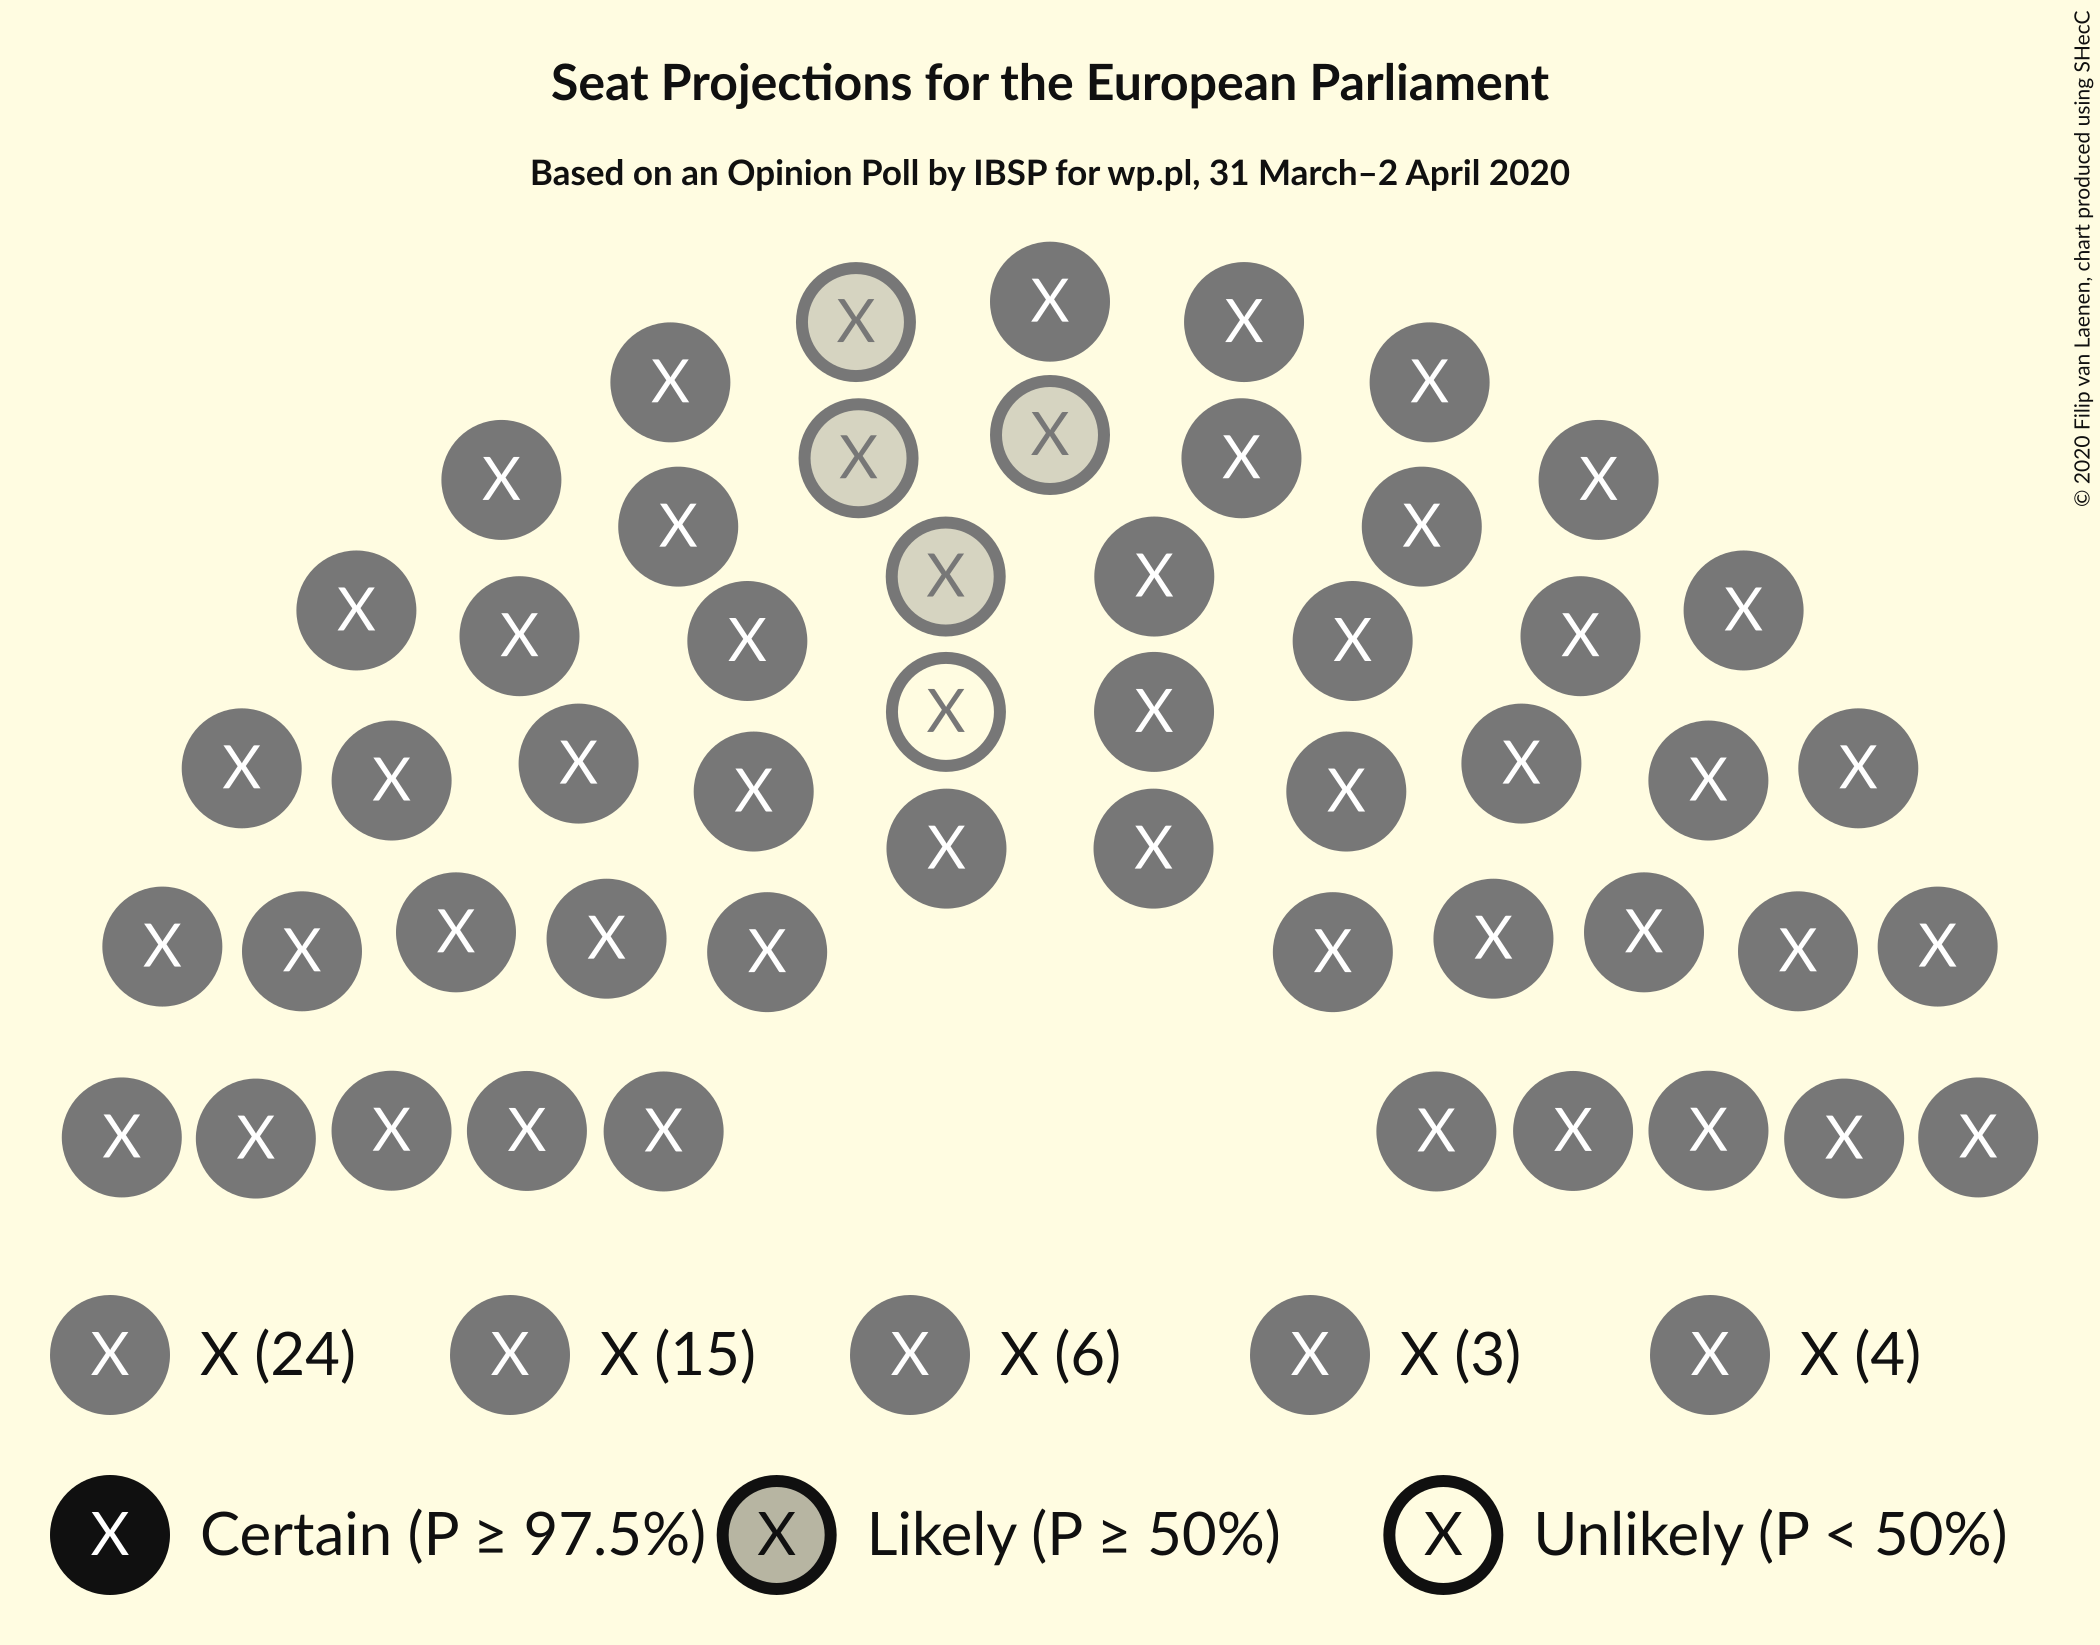 Seat Projections for the European Parliament
Based on an Opinion Poll by IBSP for wp.pl, 31 March–2 April 2020
© 2020 Filip van Laenen, chart produced using SHecC
X
X X
X X
X X
X X
X X
X X
X X
X X X X
X X
X X
X X X X
X X
X X X X
X X
X X X X X X
X X X X
X X X X X X X X X X
X X (24) X X (15) X X (6) X X (3) X X (4)
X Certain (P ≥ 97.5%) X Likely (P ≥ 50%) X Unlikely (P < 50%)